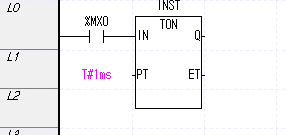 L0
INST
%MX0
TON
IN Q
L1
T#1ms
PT ET
L2